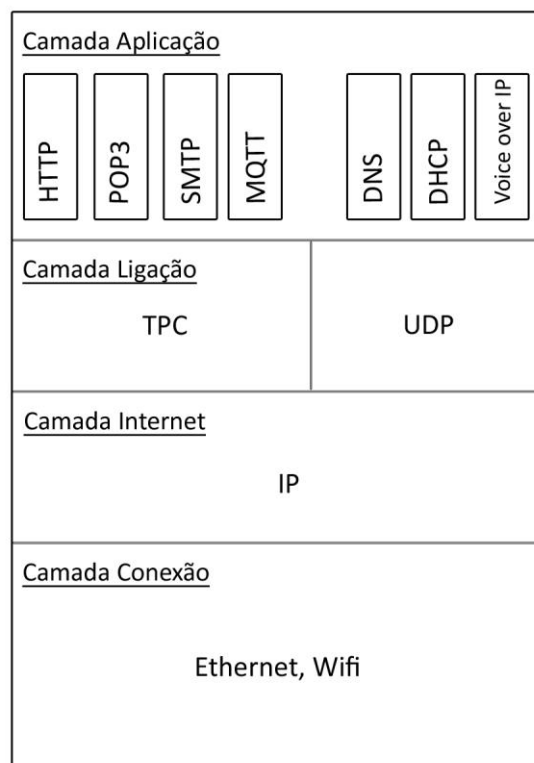 Camada Aplicação
HTTP
POP3
SMTP
MQTT
DNS
DHCP
Voice over IP
Camada Ligação
TPC
UDP
Camada Internet
IP
Camada Conexão
Ethernet, Wifi